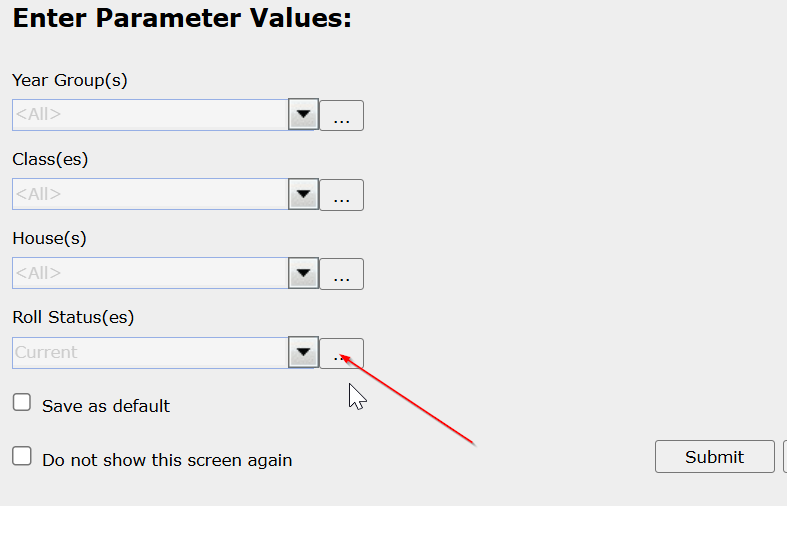 Enter Parameter Values:
Year Group(s)
<All>
...
Class(es)
<All>
...
House(s)
<All>
...
Roll Status(es)
Current
...
Save as default
Do not show this screen again
Submit